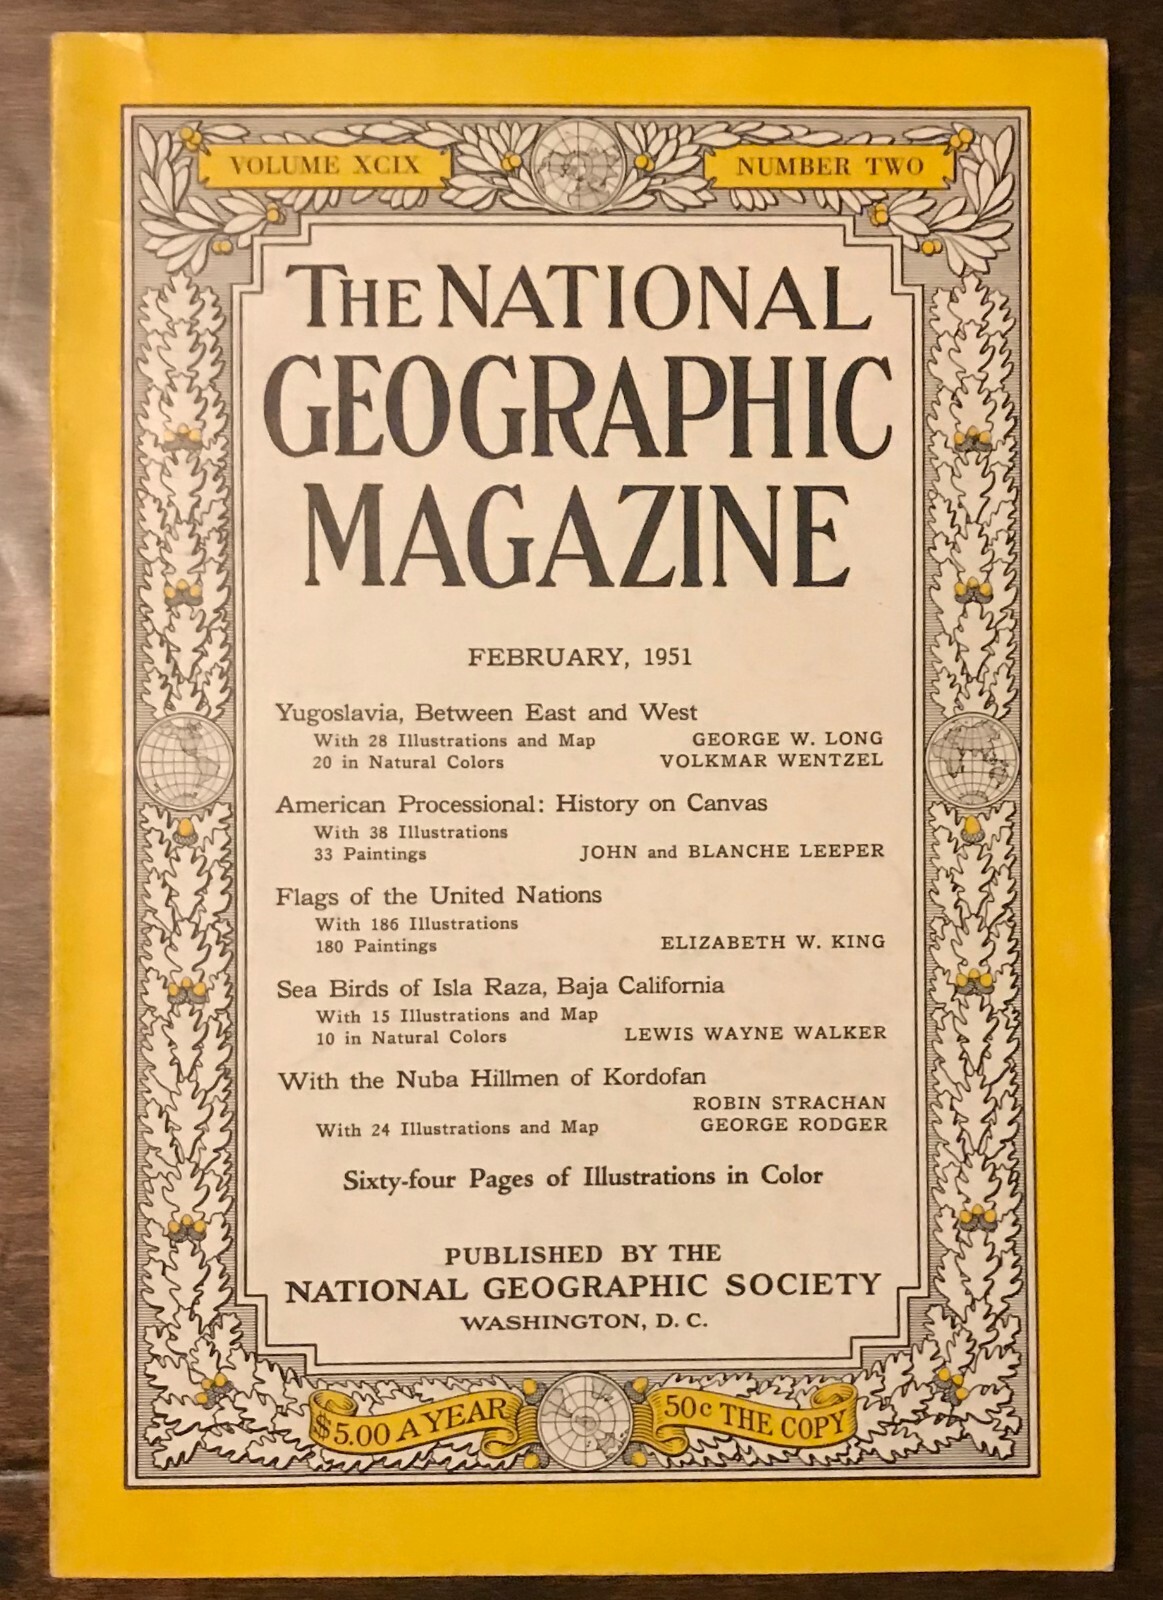 VOLUME XCIX
NUMBER TWO
THE NATIONAL
GEOGRAPHIC
MAGAZINE
FEBRUARY, 1951
Yugoslavia, Between East and West
With 28 Illustrations and Map GEORGE W. LONG
20 in Natural Colors VOLKMAR WENTZEL
American Processional: History on Canvas
With 38 Illustrations
33 Paintings JOHN and BLANCHE LEEPER
Flags of the United Nations
With 186 Illustrations
180 Paintings ELIZABETH W. KING
Sea Birds of Isla Raza, Baja California
With 15 Illustrations and Map
10 in Natural Colors LEWIS WAYNE WALKER
With the Nuba Hillmen of Kordofan
ROBIN STRACHAN
With 24 Illustrations and Map GEORGE RODGER
Sixty-four Pages of Illustrations in Color
PUBLISHED BY THE
NATIONAL GEOGRAPHIC SOCIETY
WASHINGTON, D. C.
$5.00 A YEAR
50c THE COPY